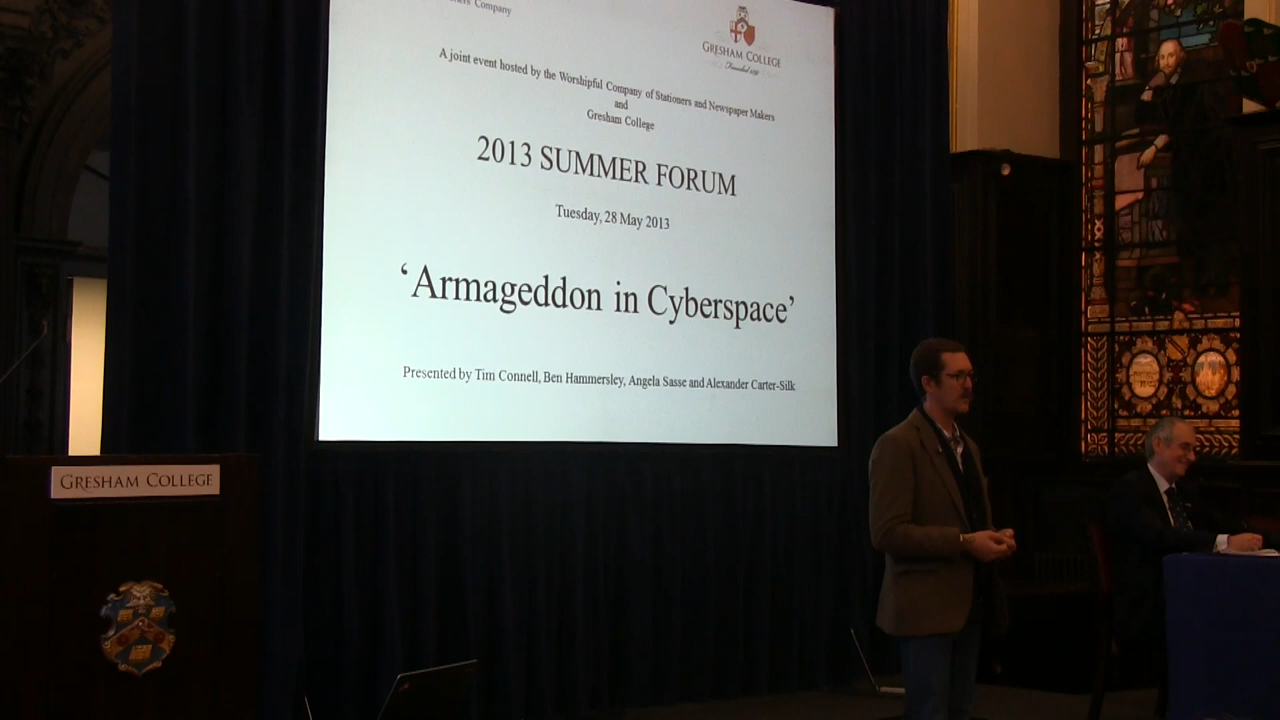 Company
GRESHAM COLLEGE
A joint event hosted by the Worshipful Company of Stationers and Newspaper Makers
and
Gresham College
2013 SUMMER FORUM
Tuesday, 28 May 2013
‘Armageddon in Cyberspace’
Presented by Tim Connell, Ben Hammersley, Angela Sasse and Alexander Carter-Silk
GRESHAM COLLEGE